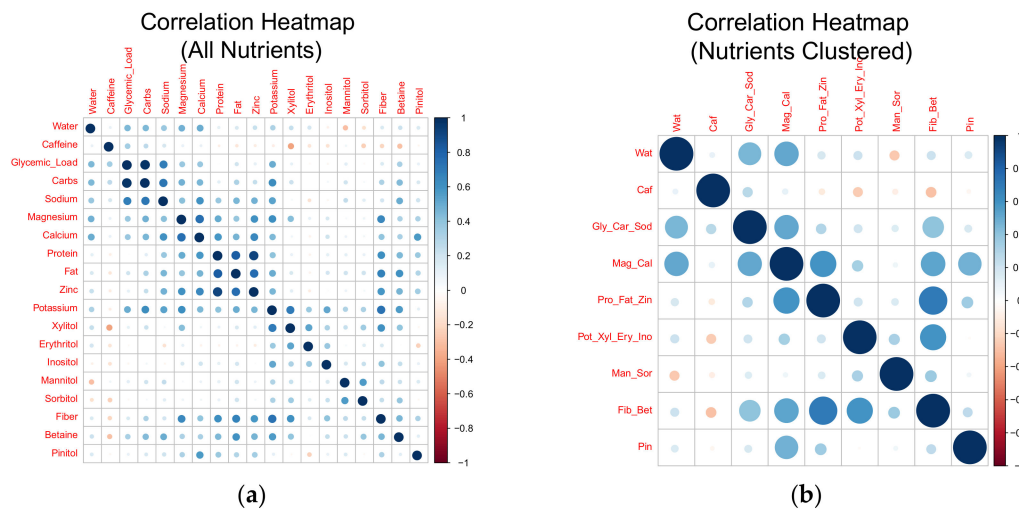 Correlation Heatmap
(All Nutrients)
Water
Caffeine
Glycemic_Load
Carbs
Sodium
Magnesium
Calcium
Protein
Fat
Zinc
Potassium
Xylitol
Erythritol
Inositol
Mannitol
Sorbitol
Fiber
Betaine
Pinitol
Water
Caffeine
Glycemic_Load
Carbs
Sodium
Magnesium
Calcium
Protein
Fat
Zinc
Potassium
Xylitol
Erythritol
Inositol
Mannitol
Sorbitol
Fiber
Betaine
Pinitol
1
0.8
0.6
0.4
0.2
0
−0.2
−0.4
−0.6
−0.8
−1
(a)
Correlation Heatmap
(Nutrients Clustered)
Wat
Caf
Gly_Car_Sod
Mag_Cal
Pro_Fat_Zin
Pot_Xyl_Ery_Ino
Man_Sor
Fib_Bet
Pin
Wat
Caf
Gly_Car_Sod
Mag_Cal
Pro_Fat_Zin
Pot_Xyl_Ery_Ino
Man_Sor
Fib_Bet
Pin
(b)